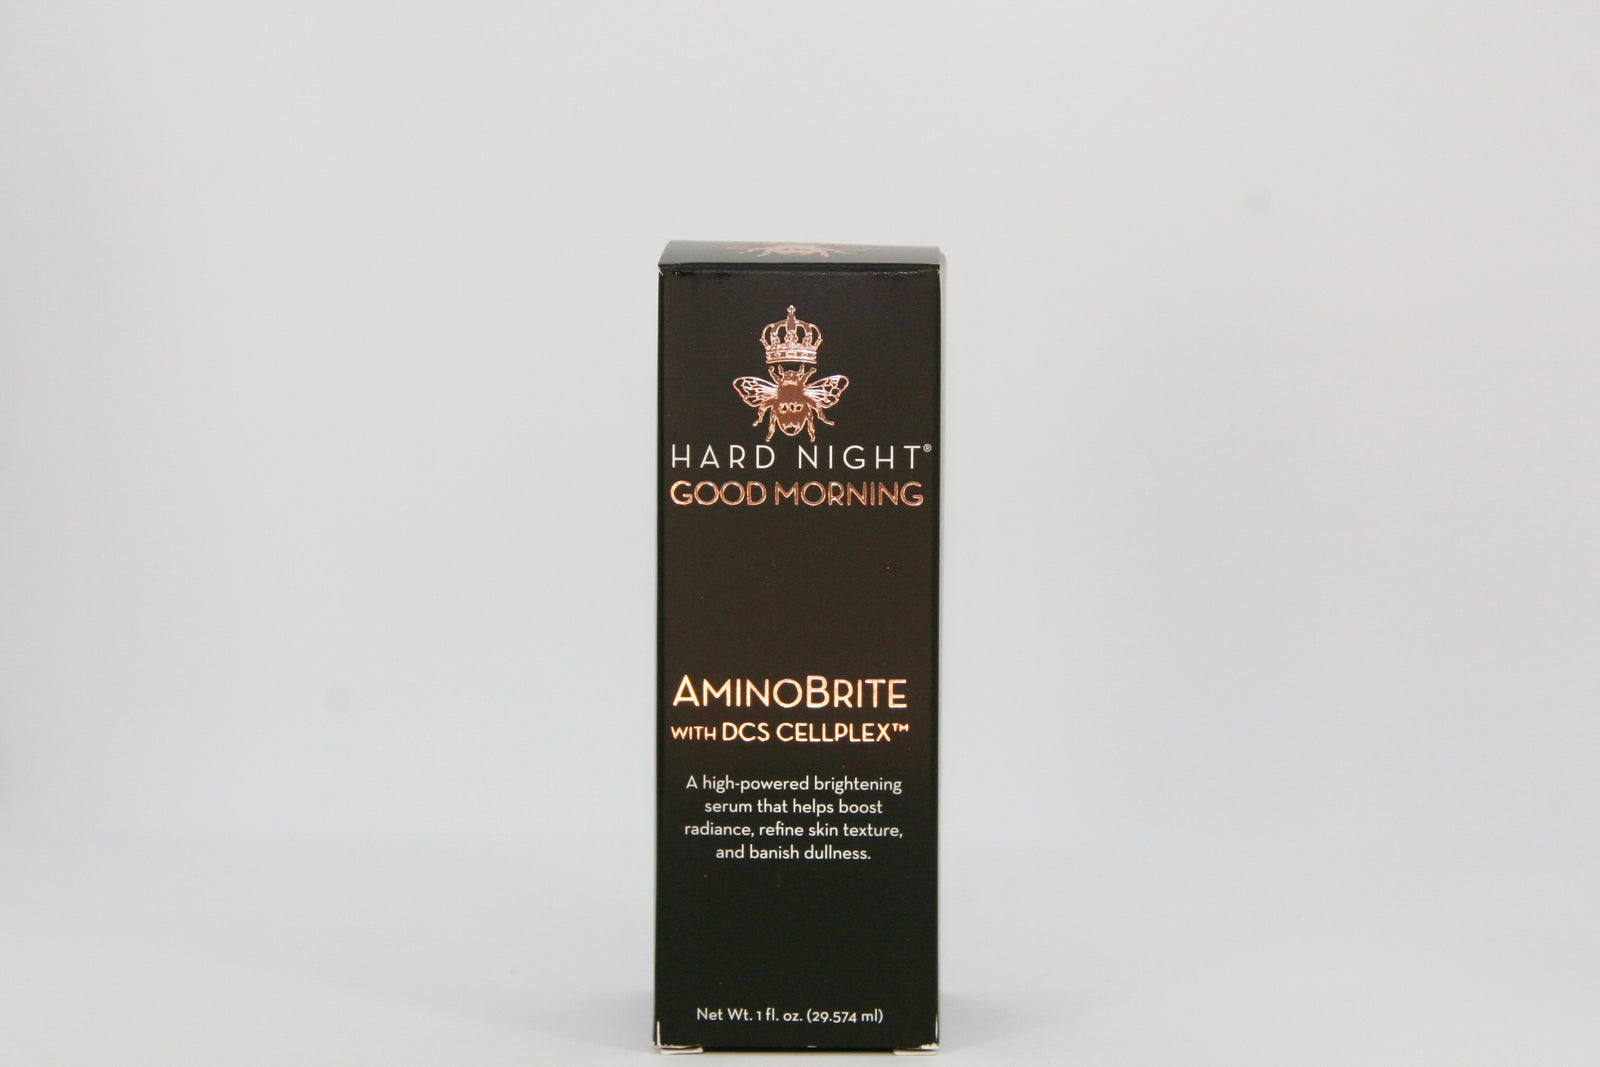 HARD NIGHT®
GOOD MORNING
AMINOBRITE
WITH DCS CELLPLEX™
A high-powered brightening
serum that helps boost
radiance, refine skin texture,
and banish dullness.
Net Wt. 1 fl. oz. (29.574 ml)